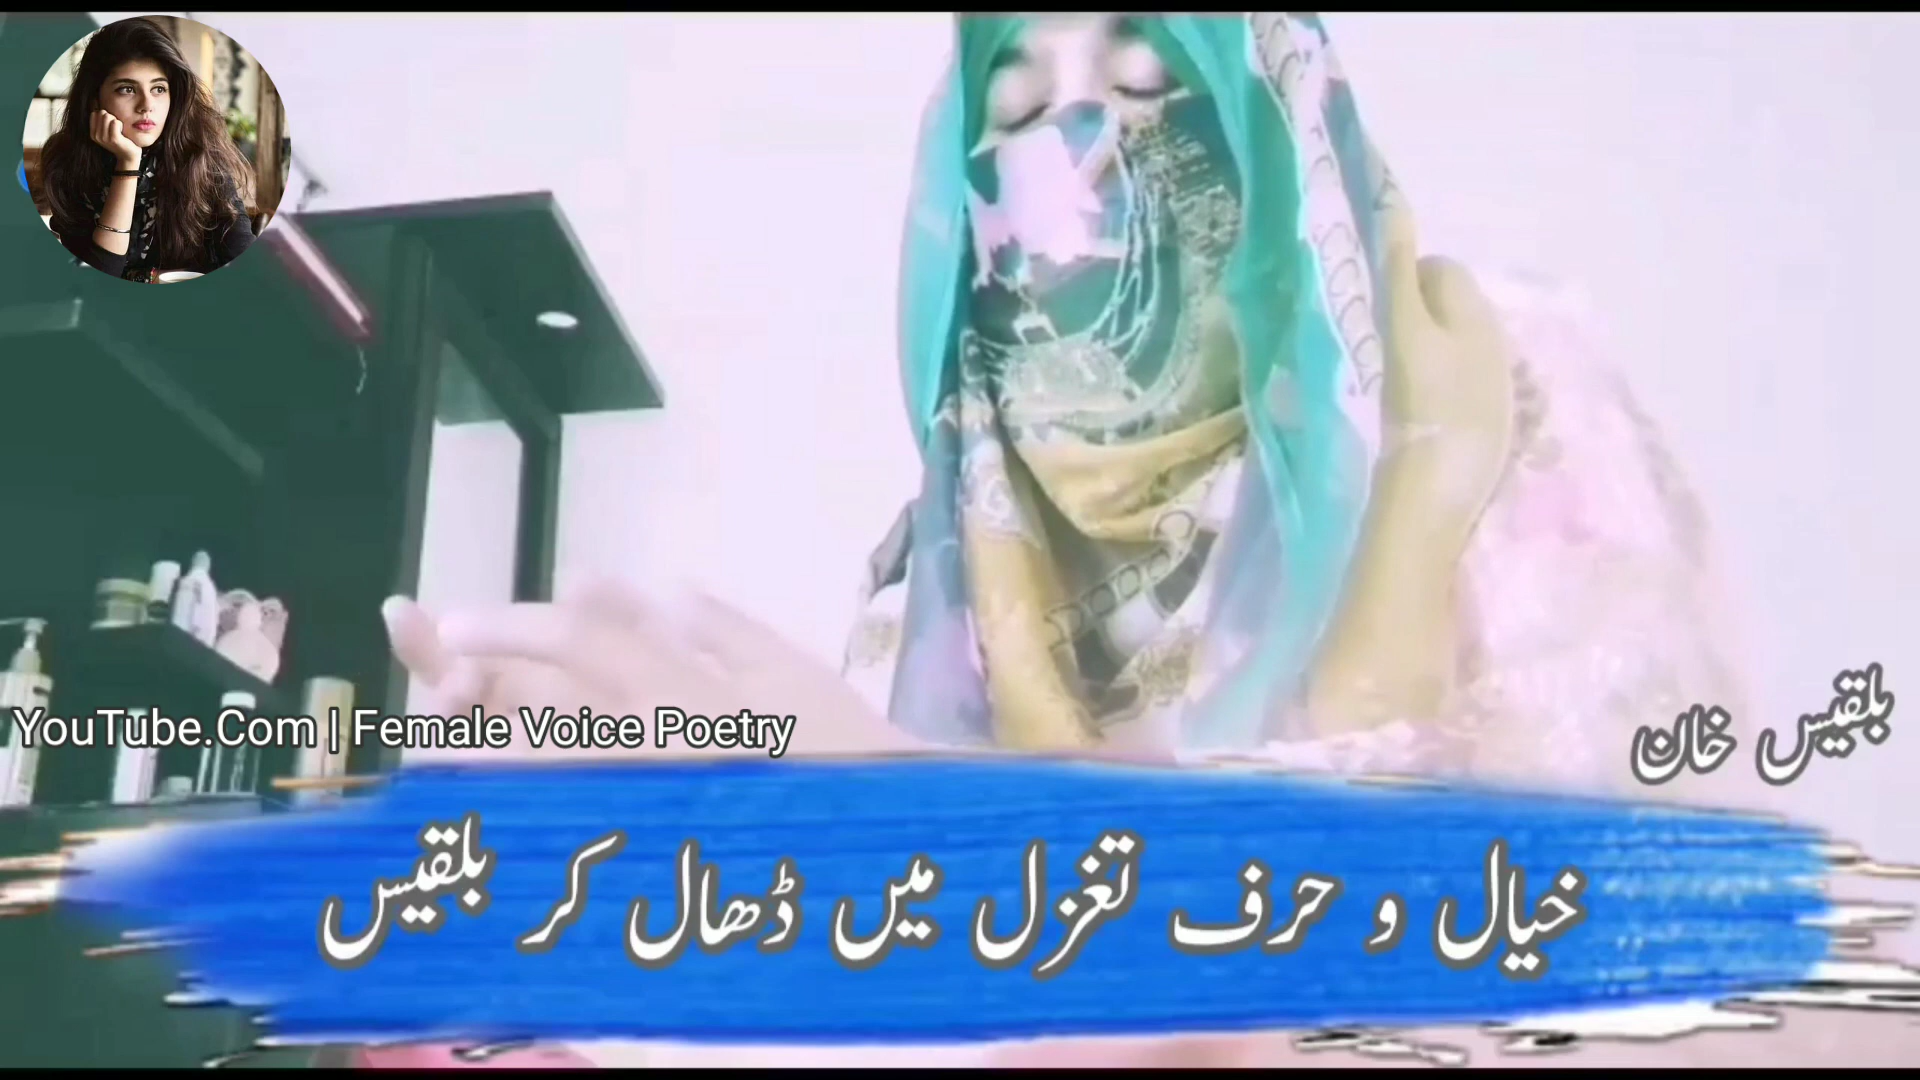 YouTube.Com | Female Voice Poetry
بلقیس خان
خیال و حرف تغزل میں ڈھال کر بلقیس